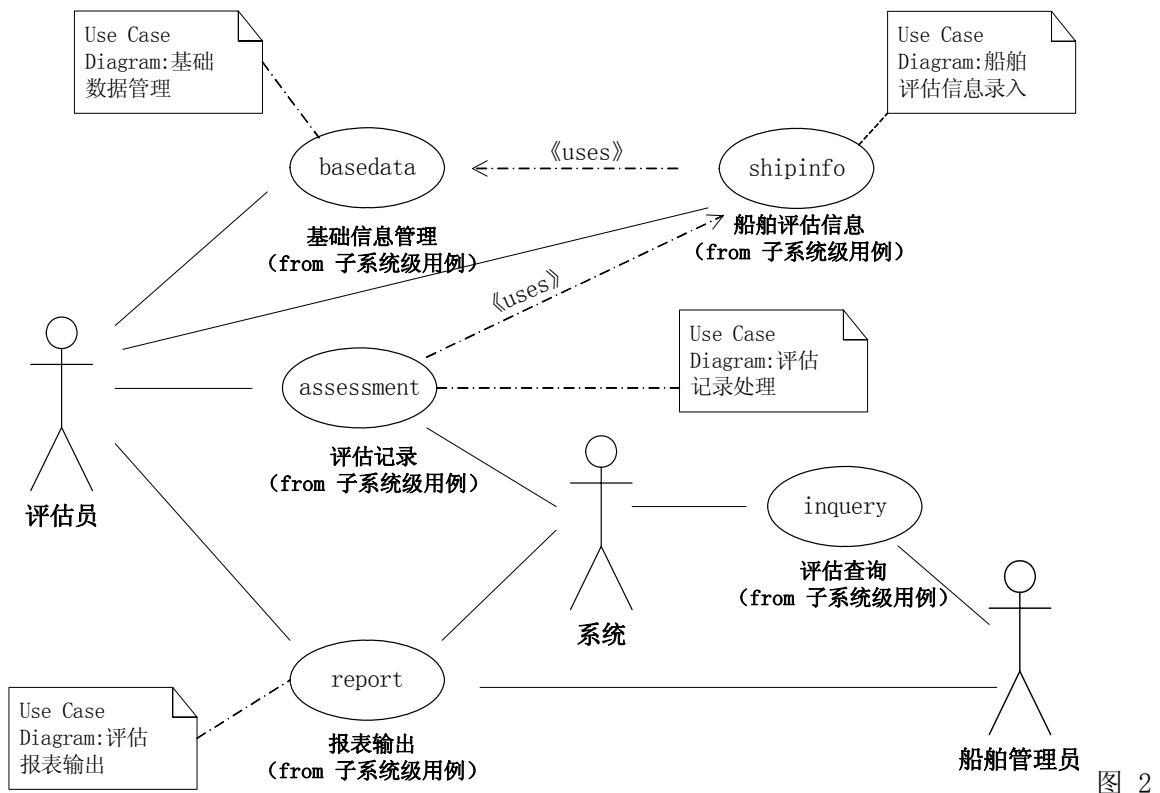 Use Case
Diagram:基础
数据管理
Use Case
Diagram:船舶
评估信息录入
basedata
《uses》
shipinfo
基础信息管理
(from 子系统级用例)
船舶评估信息
(from 子系统级用例)
《uses》
Use Case
Diagram:评估
记录处理
assessment
评估记录
(from 子系统级用例)
评估员
inquery
评估查询
(from 子系统级用例)
系统
report
Use Case
Diagram:评估
报表输出
报表输出
(from 子系统级用例)
船舶管理员
图 2